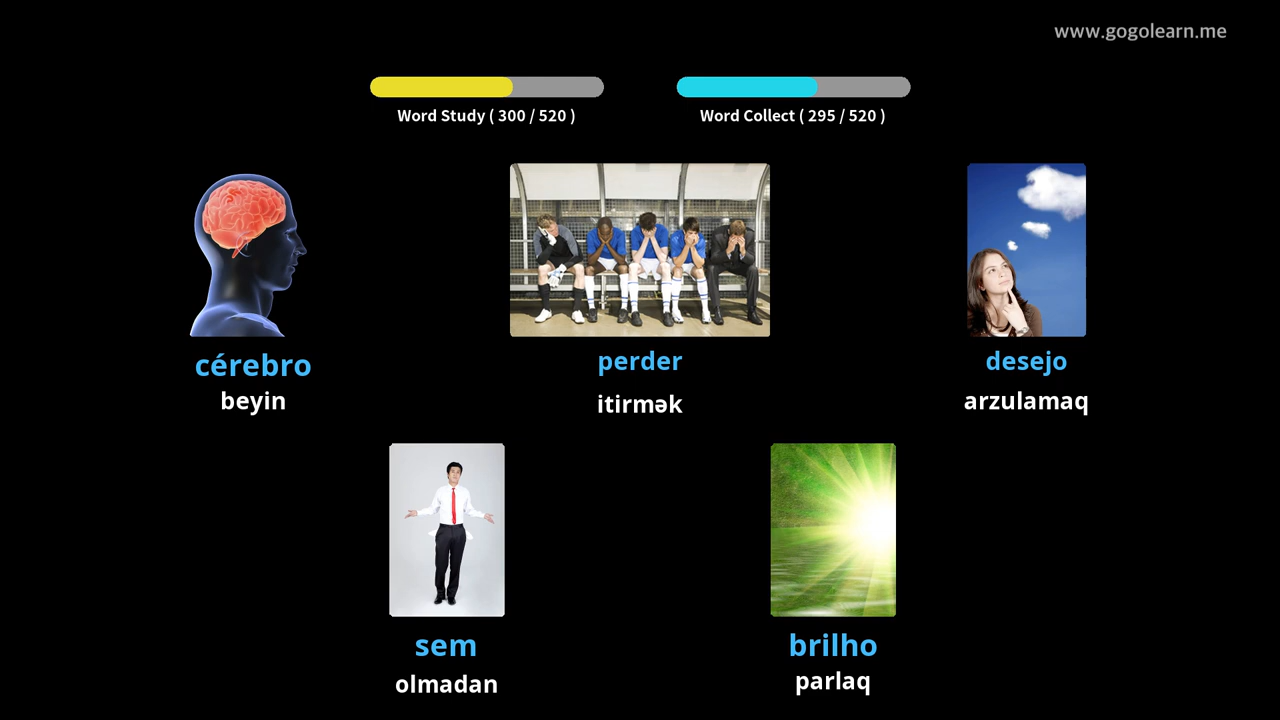 www.gogolearn.me
Word Study ( 300 / 520 )
Word Collect ( 295 / 520 )
cérebro
beyin
perder
itirmək
desejo
arzulamaq
sem
olmadan
brilho
parlaq